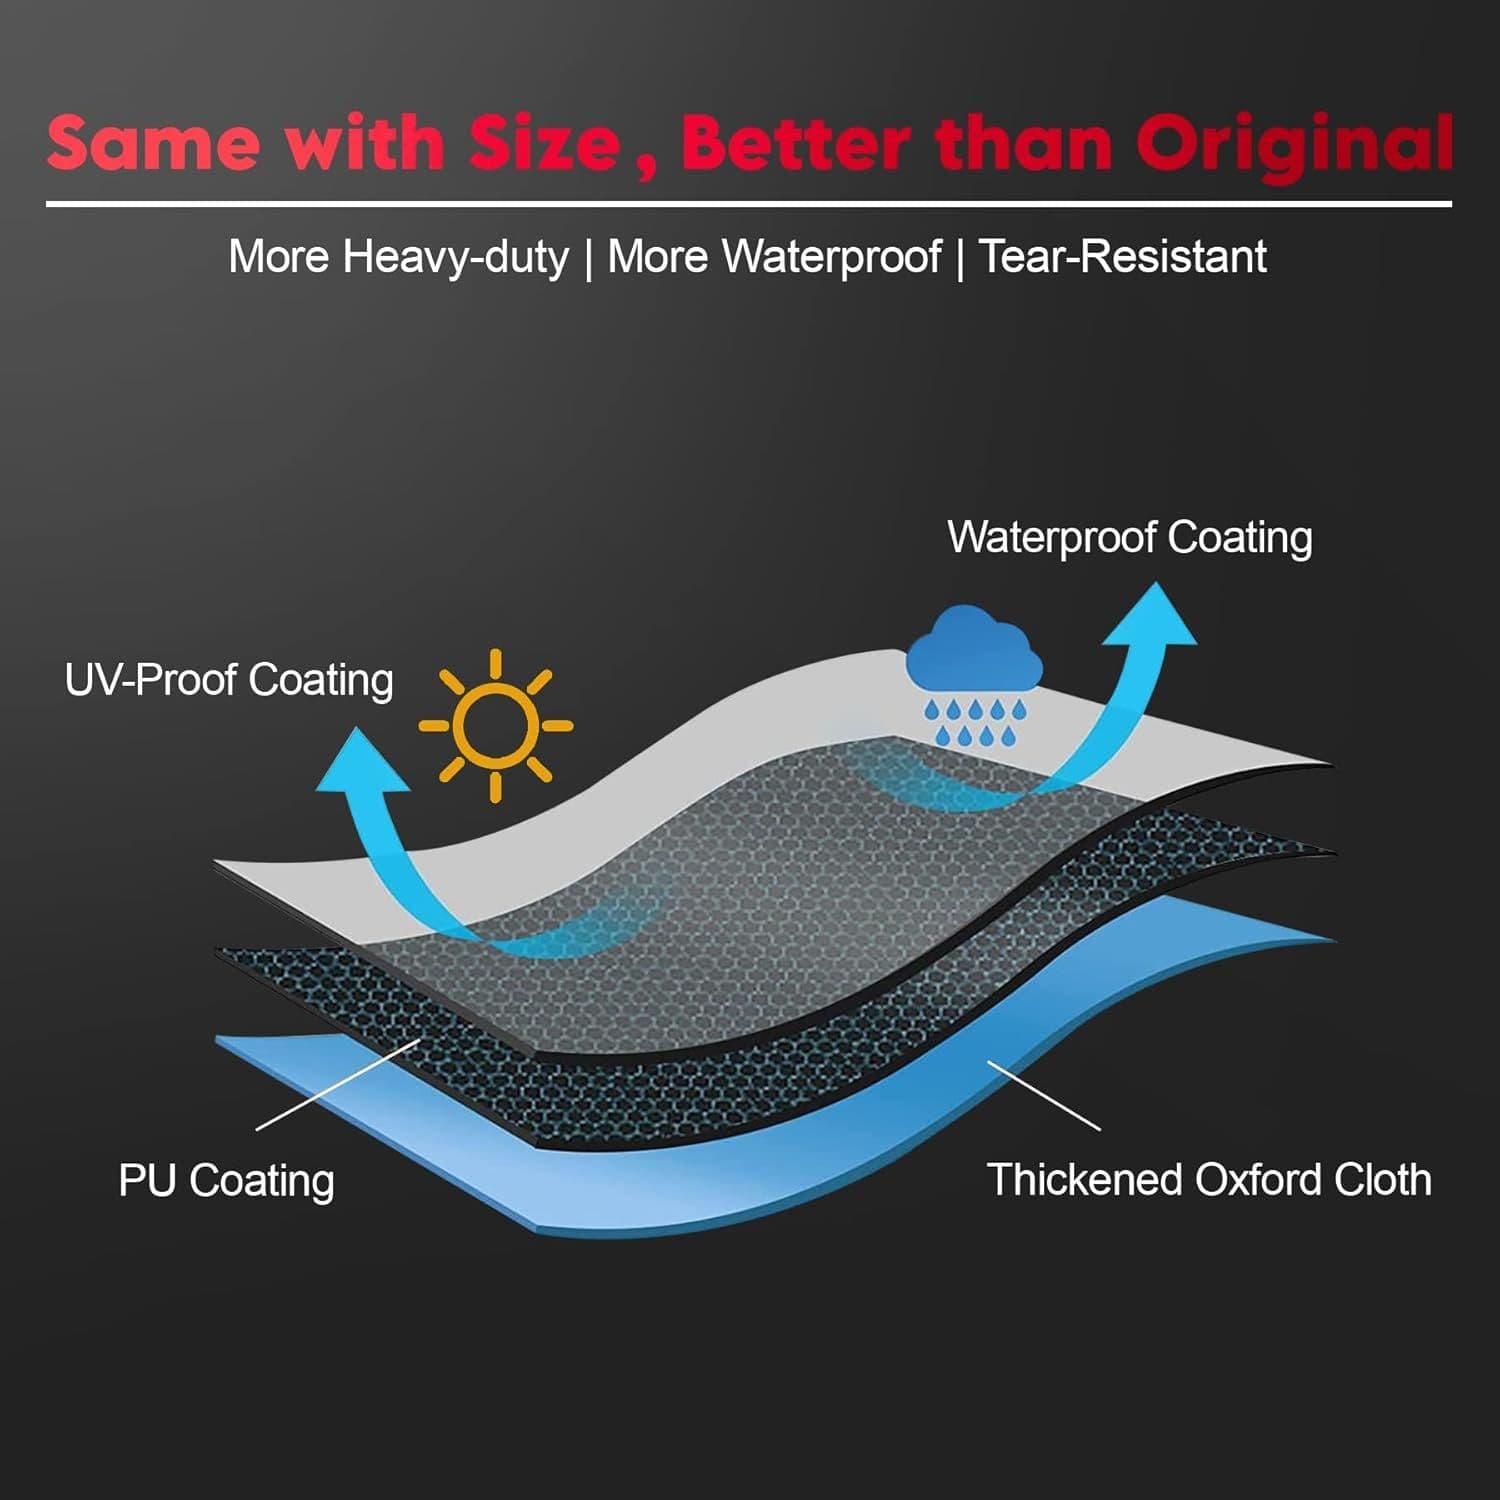 Same with Size, Better than Original
More Heavy-duty | More Waterproof | Tear-Resistant
Waterproof Coating
UV-Proof Coating
PU Coating
Thickened Oxford Cloth